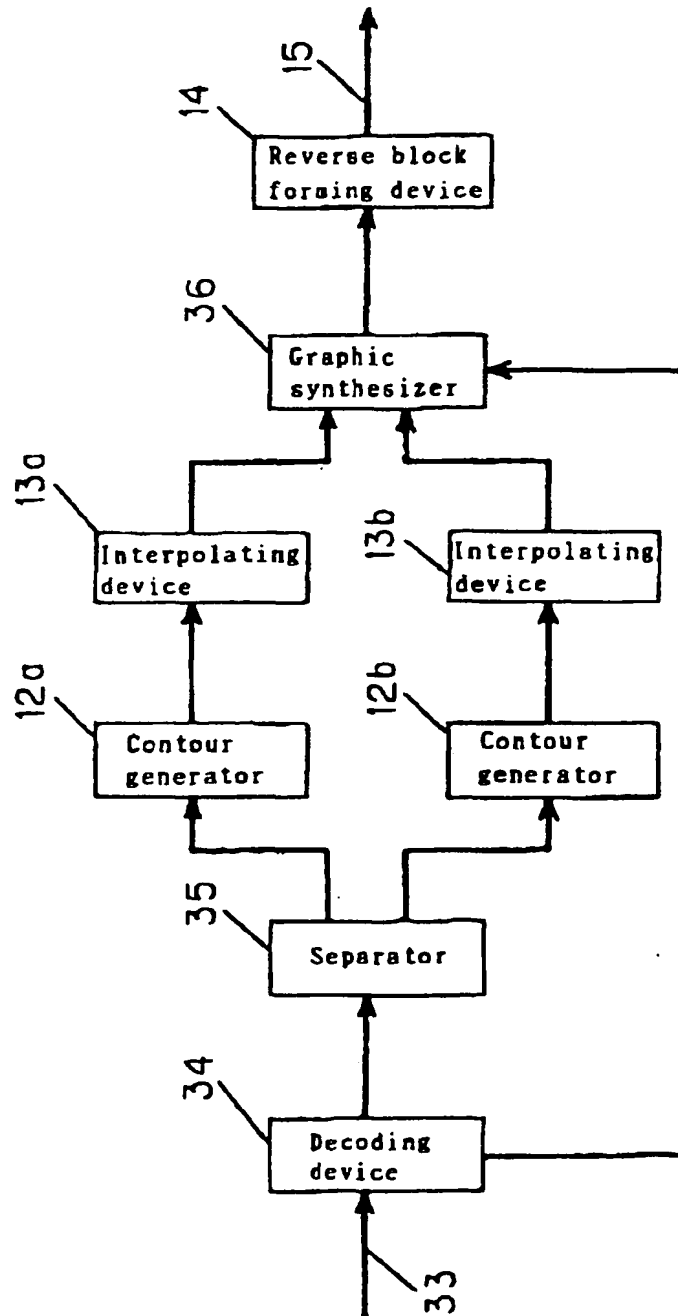 15
14
Reverse block
forming device
36
Graphic
synthesizer
13a
Interpolating
device
13b
Interpolating
device
12a
Contour
generator
12b
Contour
generator
35
Separator
34
Decoding
device
33